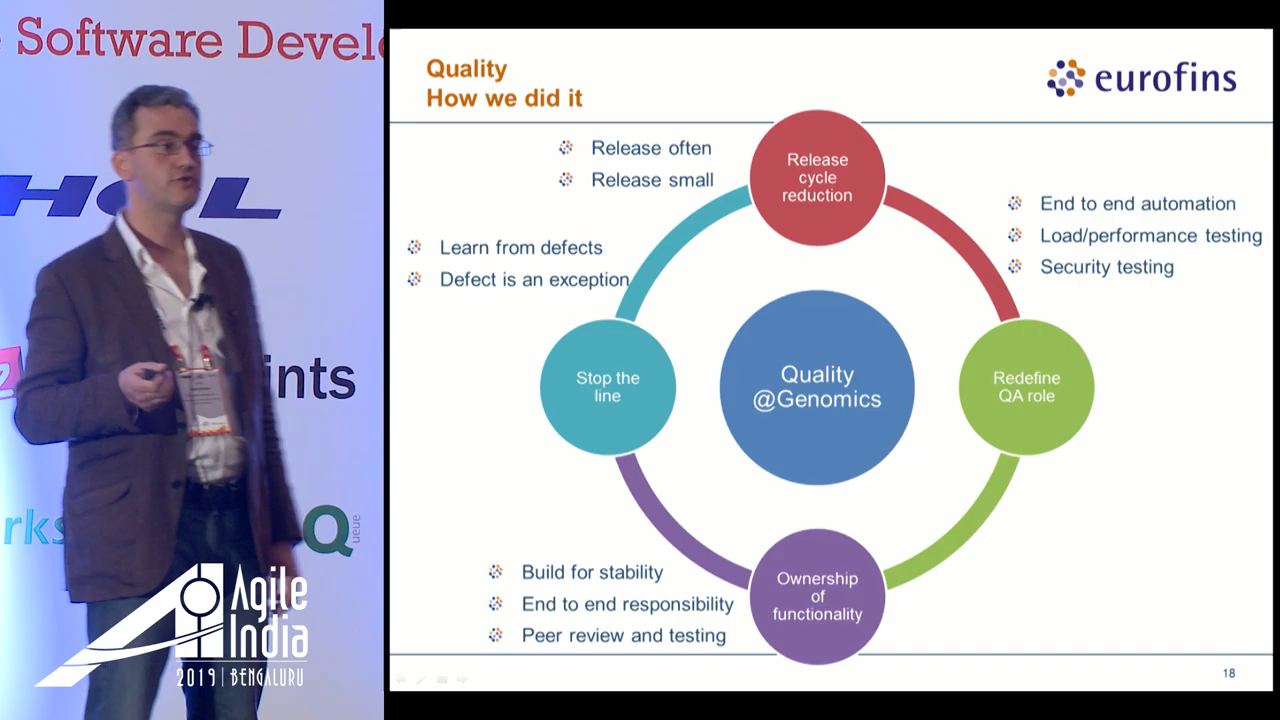 Software
HCL
ints
Q
ueue
Agile
India
2019 | BENGALURU
Quality
How we did it
eurofins
Release often
Release small
Release
cycle
reduction
End to end automation
Load/performance testing
Security testing
Learn from defects
Defect is an exception
Stop the
line
Quality
@Genomics
Redefine
QA role
Build for stability
End to end responsibility
Peer review and testing
Ownership
of
functionality
18